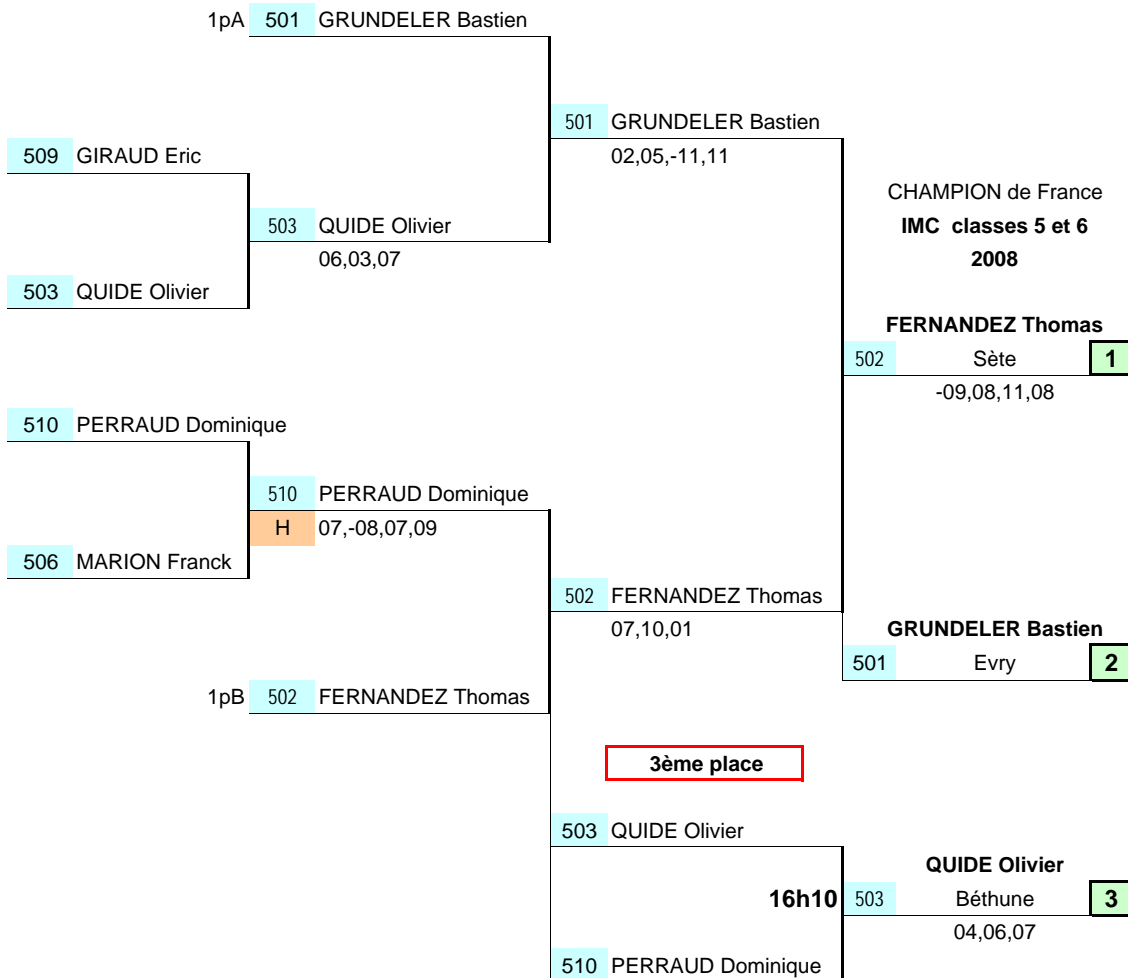 1pA 501 GRUNDELER Bastien
501 GRUNDELER Bastien
02,05,-11,11
509 GIRAUD Eric
CHAMPION de France
503 QUIDE Olivier
IMC classes 5 et 6
06,03,07
2008
503 QUIDE Olivier
FERNANDEZ Thomas
502 Sète 1
-09,08,11,08
510 PERRAUD Dominique
510 PERRAUD Dominique
H 07,-08,07,09
506 MARION Franck
502 FERNANDEZ Thomas
07,10,01
GRUNDELER Bastien
501 Evry 2
1pB 502 FERNANDEZ Thomas
3ème place
503 QUIDE Olivier
QUIDE Olivier
16h10 503 Béthune 3
04,06,07
510 PERRAUD Dominique